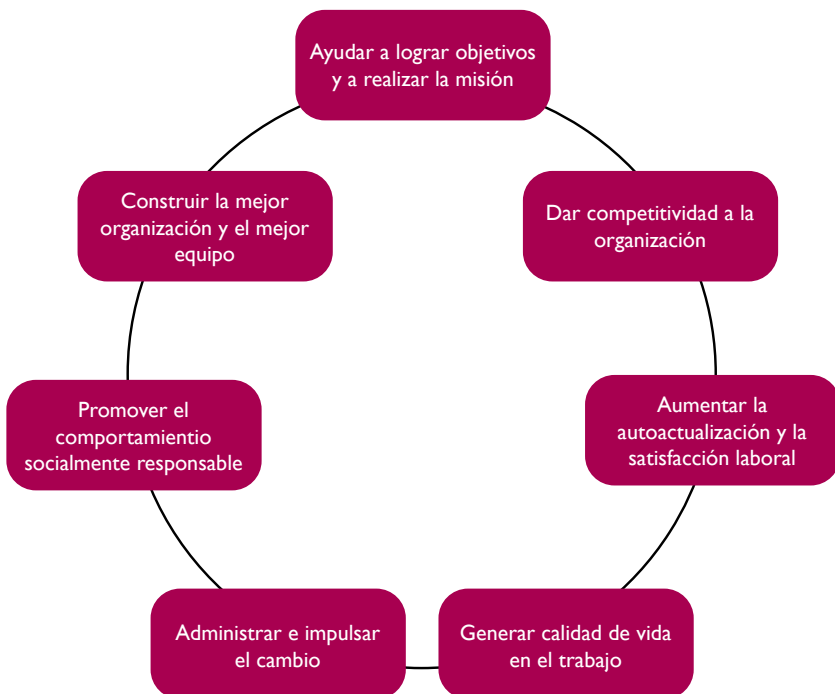 Ayudar a lograr objetivos
y a realizar la misión
Dar competitividad a la
organización
Aumentar la
autoactualización y la
satisfacción laboral
Generar calidad de vida
en el trabajo
Administrar e impulsar
el cambio
Promover el
comportamientio
socialmente responsable
Construir la mejor
organización y el mejor
equipo